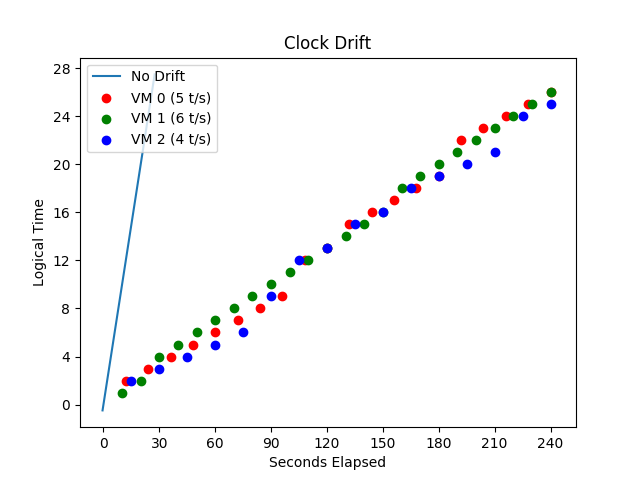 Clock Drift
No Drift
VM 0 (5 t/s)
VM 1 (6 t/s)
VM 2 (4 t/s)
Logical Time
28
24
20
16
12
8
4
0
0 30 60 90 120 150 180 210 240
Seconds Elapsed